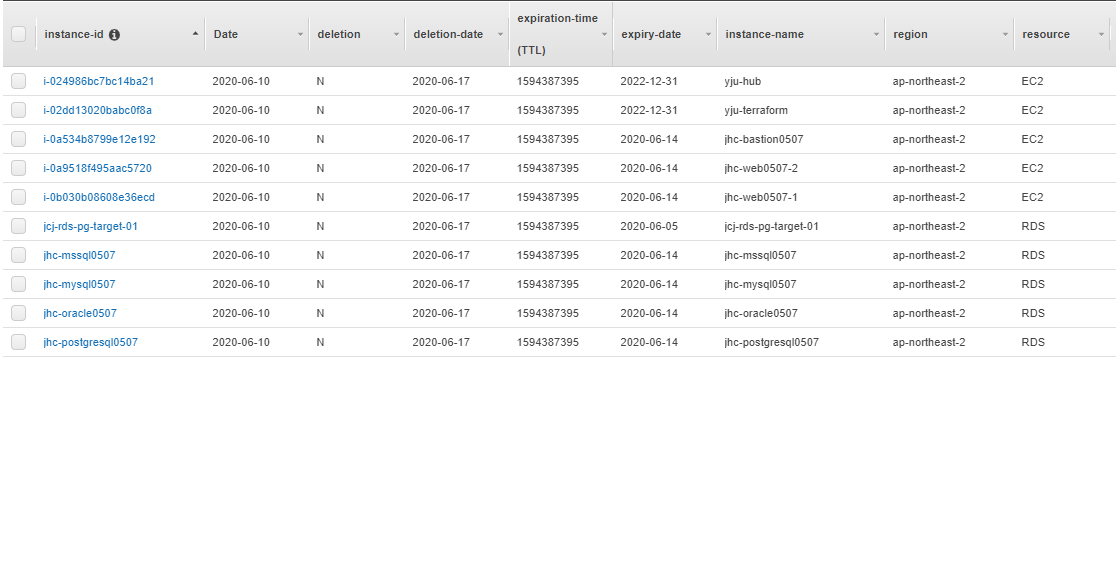 instance-id Date deletion deletion-date expiration-time (TTL) expiry-date instance-name region resource
i-024986bc7bc14ba21 2020-06-10 N 2020-06-17 1594387395 2022-12-31 yju-hub ap-northeast-2 EC2
i-02dd13020babc0f8a 2020-06-10 N 2020-06-17 1594387395 2022-12-31 yju-terraform ap-northeast-2 EC2
i-0a534b8799e12e192 2020-06-10 N 2020-06-17 1594387395 2020-06-14 jhc-bastion0507 ap-northeast-2 EC2
i-0a9518f495aac5720 2020-06-10 N 2020-06-17 1594387395 2020-06-14 jhc-web0507-2 ap-northeast-2 EC2
i-0b030b08608e36ecd 2020-06-10 N 2020-06-17 1594387395 2020-06-14 jhc-web0507-1 ap-northeast-2 EC2
jcj-rds-pg-target-01 2020-06-10 N 2020-06-17 1594387395 2020-06-05 jcj-rds-pg-target-01 ap-northeast-2 RDS
jhc-mssql0507 2020-06-10 N 2020-06-17 1594387395 2020-06-14 jhc-mssql0507 ap-northeast-2 RDS
jhc-mysql0507 2020-06-10 N 2020-06-17 1594387395 2020-06-14 jhc-mysql0507 ap-northeast-2 RDS
jhc-oracle0507 2020-06-10 N 2020-06-17 1594387395 2020-06-14 jhc-oracle0507 ap-northeast-2 RDS
jhc-postgresql0507 2020-06-10 N 2020-06-17 1594387395 2020-06-14 jhc-postgresql0507 ap-northeast-2 RDS